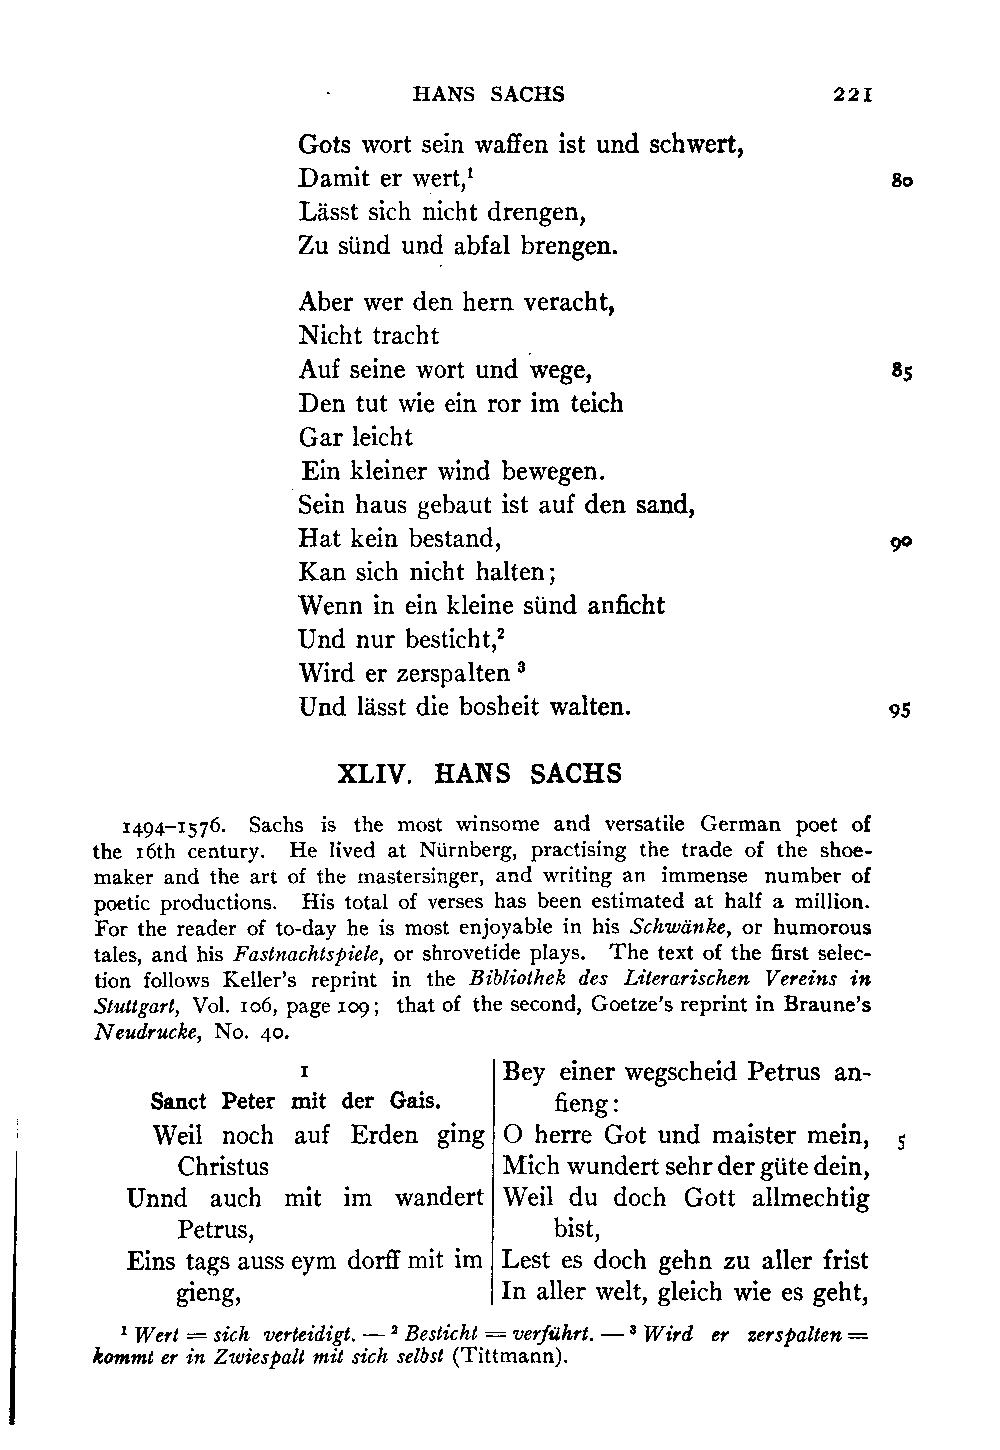 HANS SACHS 221
Gots wort sein waffen ist und schwert,
Damit er wert,¹ 80
Lässt sich nicht drengen,
Zu sünd und abfal brengen.
Aber wer den hern veracht,
Nicht tracht
Auf seine wort und wege, 85
Den tut wie ein ror im teich
Gar leicht
Ein kleiner wind bewegen.
Sein haus gebaut ist auf den sand,
Hat kein bestand, 90
Kan sich nicht halten;
Wenn in ein kleine sünd anficht
Und nur besticht,²
Wird er zerspalten ³
Und lässt die bosheit walten. 95
XLIV. HANS SACHS
1494–1576. Sachs is the most winsome and versatile German poet of
the 16th century. He lived at Nürnberg, practising the trade of the shoe-
maker and the art of the mastersinger, and writing an immense number of
poetic productions. His total of verses has been estimated at half a million.
For the reader of to-day he is most enjoyable in his Schwänke, or humorous
tales, and his Fastnachtspiele, or shrovetide plays. The text of the first selec-
tion follows Keller's reprint in the Bibliothek des Literarischen Vereins in
Stuttgart, Vol. 106, page 109; that of the second, Goetze's reprint in Braune's
Neudrucke, No. 40.
1
Sanct Peter mit der Gais.
Weil noch auf Erden ging
Christus
Unnd auch mit im wandert
Petrus,
Eins tags auss eym dorff mit im
gieng,
Bey einer wegscheid Petrus an-
fieng:
O herre Got und maister mein, 5
Mich wundert sehr der güte dein,
Weil du doch Gott allmechtig
bist,
Lest es doch gehn zu aller frist
In aller welt, gleich wie es geht,
¹ Wert = sich verteidigt. — ² Besticht = verführt. — ³ Wird er zerspalten =
kommt er in Zwiespalt mit sich selbst (Tittmann).